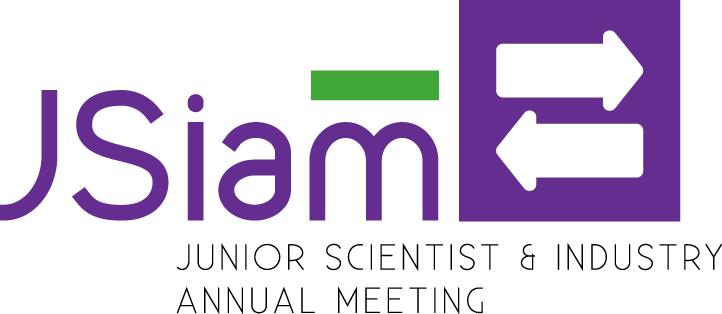 JSiam
JUNIOR SCIENTIST & INDUSTRY
ANNUAL MEETING